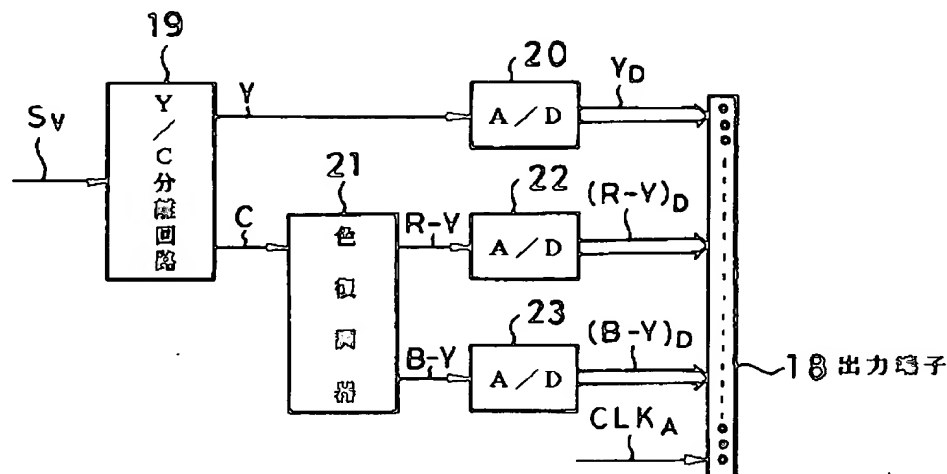 19
Y/C分離回路
SV
Y
C
20
A/D
YD
21
色復調器
R-Y
B-Y
22
A/D
(R-Y)D
23
A/D
(B-Y)D
CLKA
18 出力端子